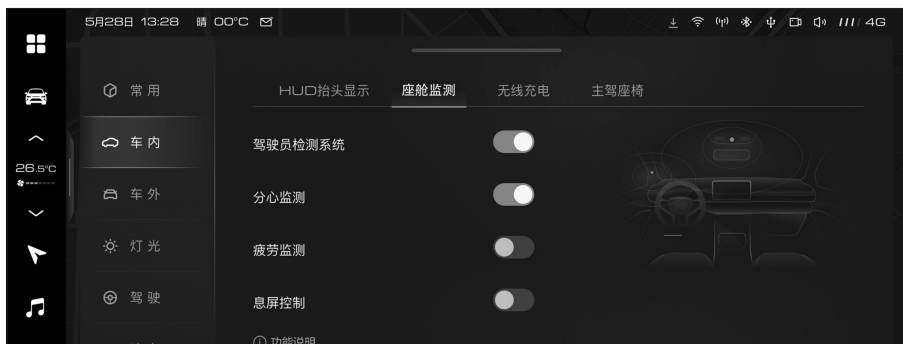 5月28日 13:28 晴 00°C 4G
HUD抬头显示 座舱监测 无线充电 主驾座椅
常用
车内
车外
灯光
驾驶
26.5°C
驾驶员检测系统
分心监测
疲劳监测
息屏控制
功能说明